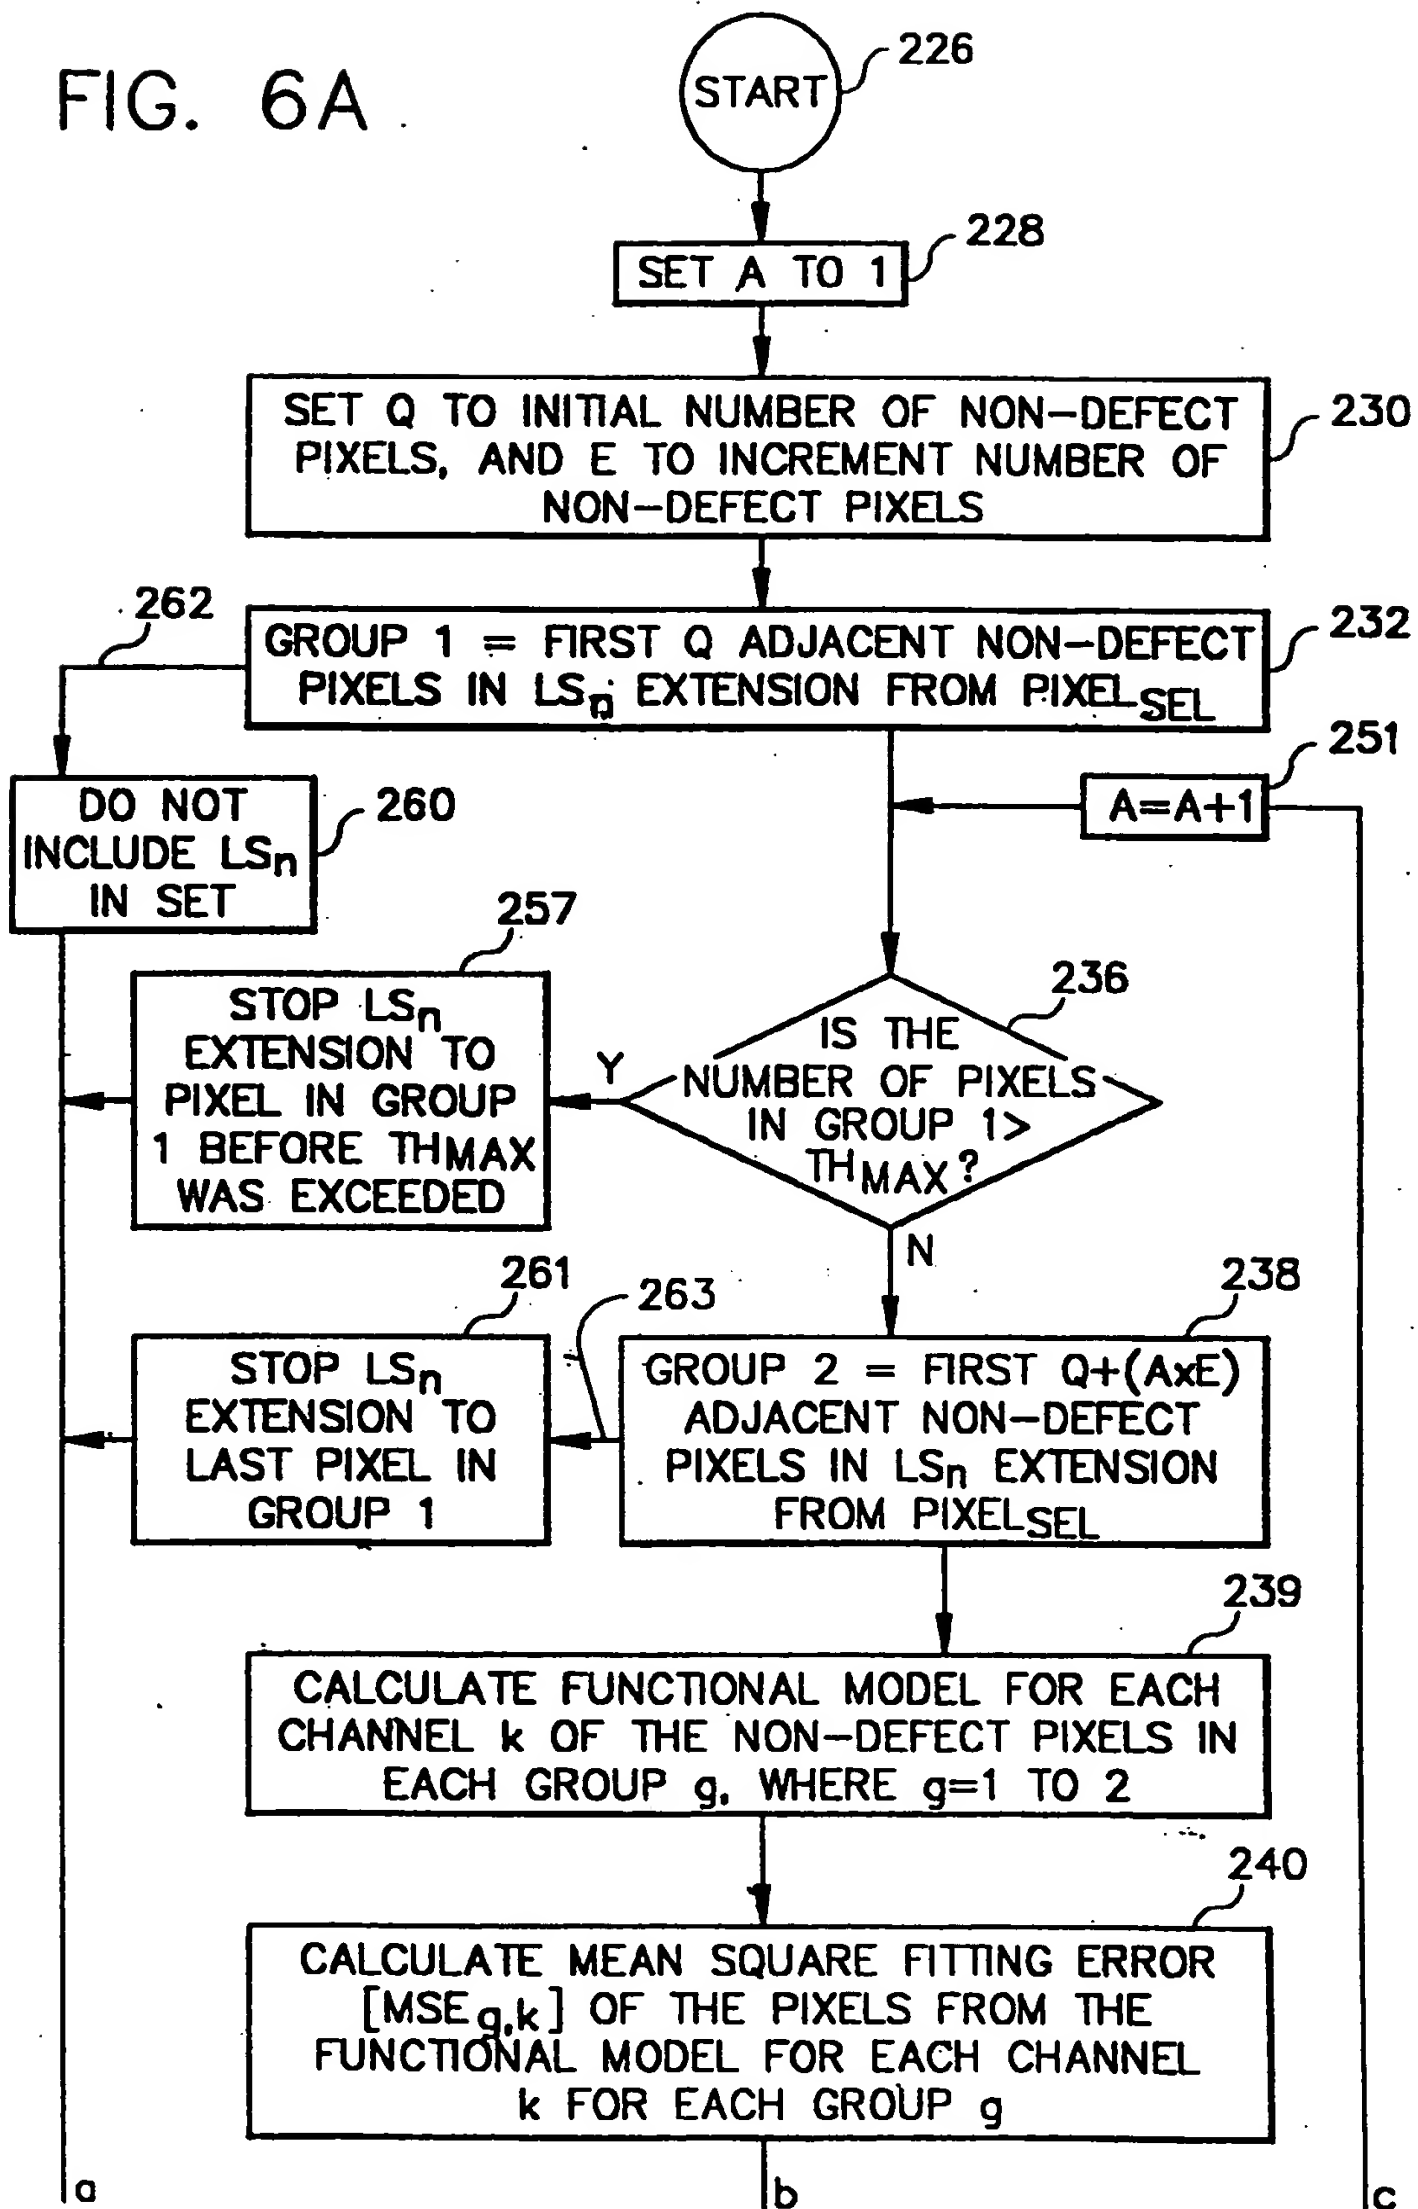 FIG. 6A
START
226
SET A TO 1
228
SET Q TO INITIAL NUMBER OF NON-DEFECT
PIXELS, AND E TO INCREMENT NUMBER OF
NON-DEFECT PIXELS
230
262
GROUP 1 = FIRST Q ADJACENT NON-DEFECT
PIXELS IN LSn EXTENSION FROM PIXELSEL
232
251
A=A+1
DO NOT
INCLUDE LSn
IN SET
260
257
STOP LSn
EXTENSION TO
PIXEL IN GROUP
1 BEFORE THMAX
WAS EXCEEDED
Y
236
IS THE
NUMBER OF PIXELS
IN GROUP 1>
THMAX?
N
261
263
238
STOP LSn
EXTENSION TO
LAST PIXEL IN
GROUP 1
GROUP 2 = FIRST Q+(AxE)
ADJACENT NON-DEFECT
PIXELS IN LSn EXTENSION
FROM PIXELSEL
239
CALCULATE FUNCTIONAL MODEL FOR EACH
CHANNEL k OF THE NON-DEFECT PIXELS IN
EACH GROUP g, WHERE g=1 TO 2
240
CALCULATE MEAN SQUARE FITTING ERROR
[MSEg,k] OF THE PIXELS FROM THE
FUNCTIONAL MODEL FOR EACH CHANNEL
k FOR EACH GROUP g
a
b
c